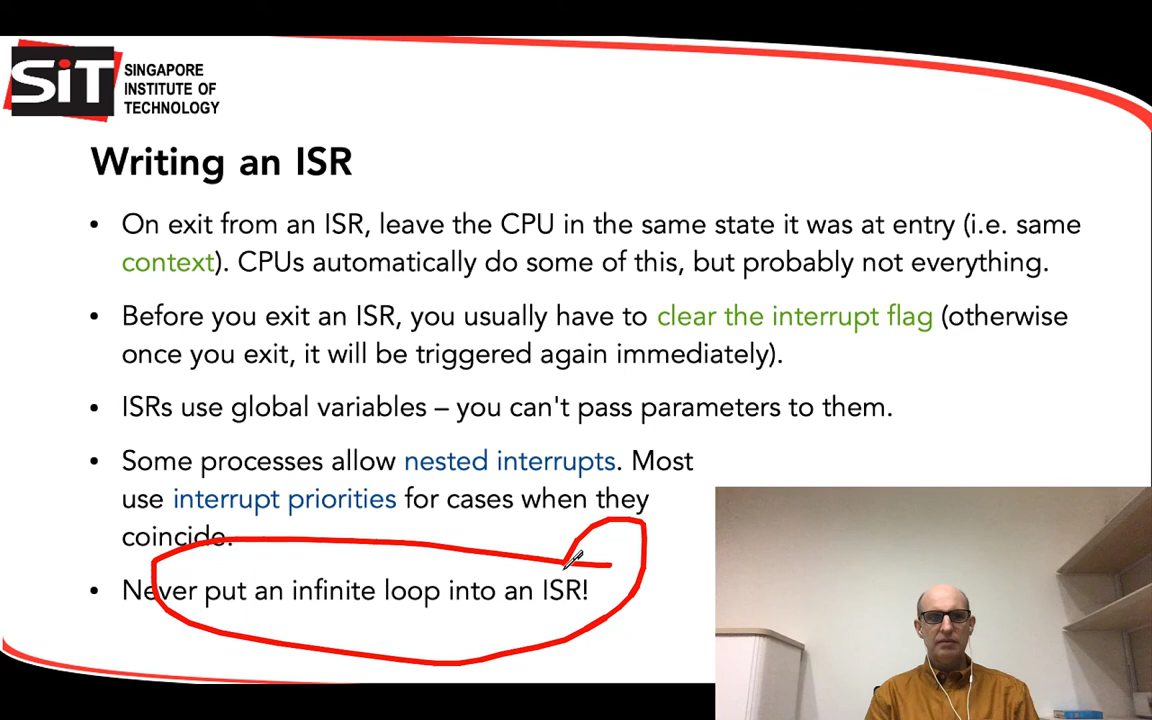 SiT
SINGAPORE
INSTITUTE OF
TECHNOLOGY
Writing an ISR
• On exit from an ISR, leave the CPU in the same state it was at entry (i.e. same
context). CPUs automatically do some of this, but probably not everything.
• Before you exit an ISR, you usually have to clear the interrupt flag (otherwise
once you exit, it will be triggered again immediately).
• ISRs use global variables – you can't pass parameters to them.
• Some processes allow nested interrupts. Most
use interrupt priorities for cases when they
coincide.
• Never put an infinite loop into an ISR!